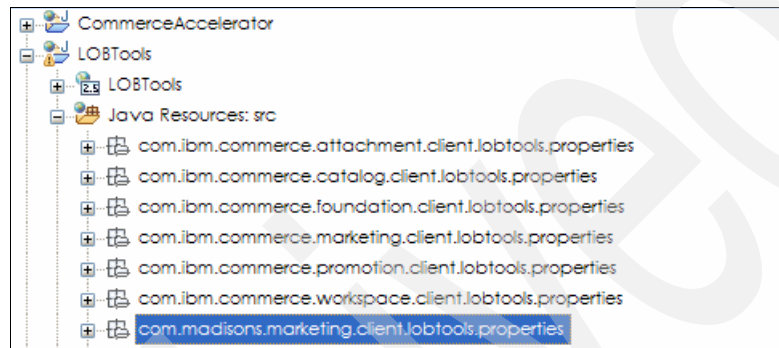 CommerceAccelerator
LOBTools
LOBTools
Java Resources: src
com.ibm.commerce.attachment.client.lobtools.properties
com.ibm.commerce.catalog.client.lobtools.properties
com.ibm.commerce.foundation.client.lobtools.properties
com.ibm.commerce.marketing.client.lobtools.properties
com.ibm.commerce.promotion.client.lobtools.properties
com.ibm.commerce.workspace.client.lobtools.properties
com.madisons.marketing.client.lobtools.properties